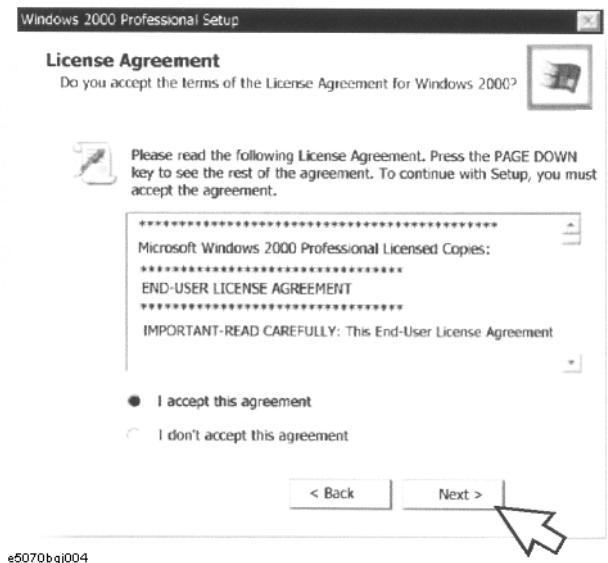 Windows 2000 Professional Setup
License Agreement
Do you accept the terms of the License Agreement for Windows 2000?
Please read the following License Agreement. Press the PAGE DOWN
key to see the rest of the agreement. To continue with Setup, you must
accept the agreement.
*********************************************
Microsoft Windows 2000 Professional Licensed Copies:
*********************************
END-USER LICENSE AGREEMENT
*********************************
IMPORTANT-READ CAREFULLY: This End-User License Agreement
I accept this agreement
I don't accept this agreement
< Back
Next >
e5070bqj004